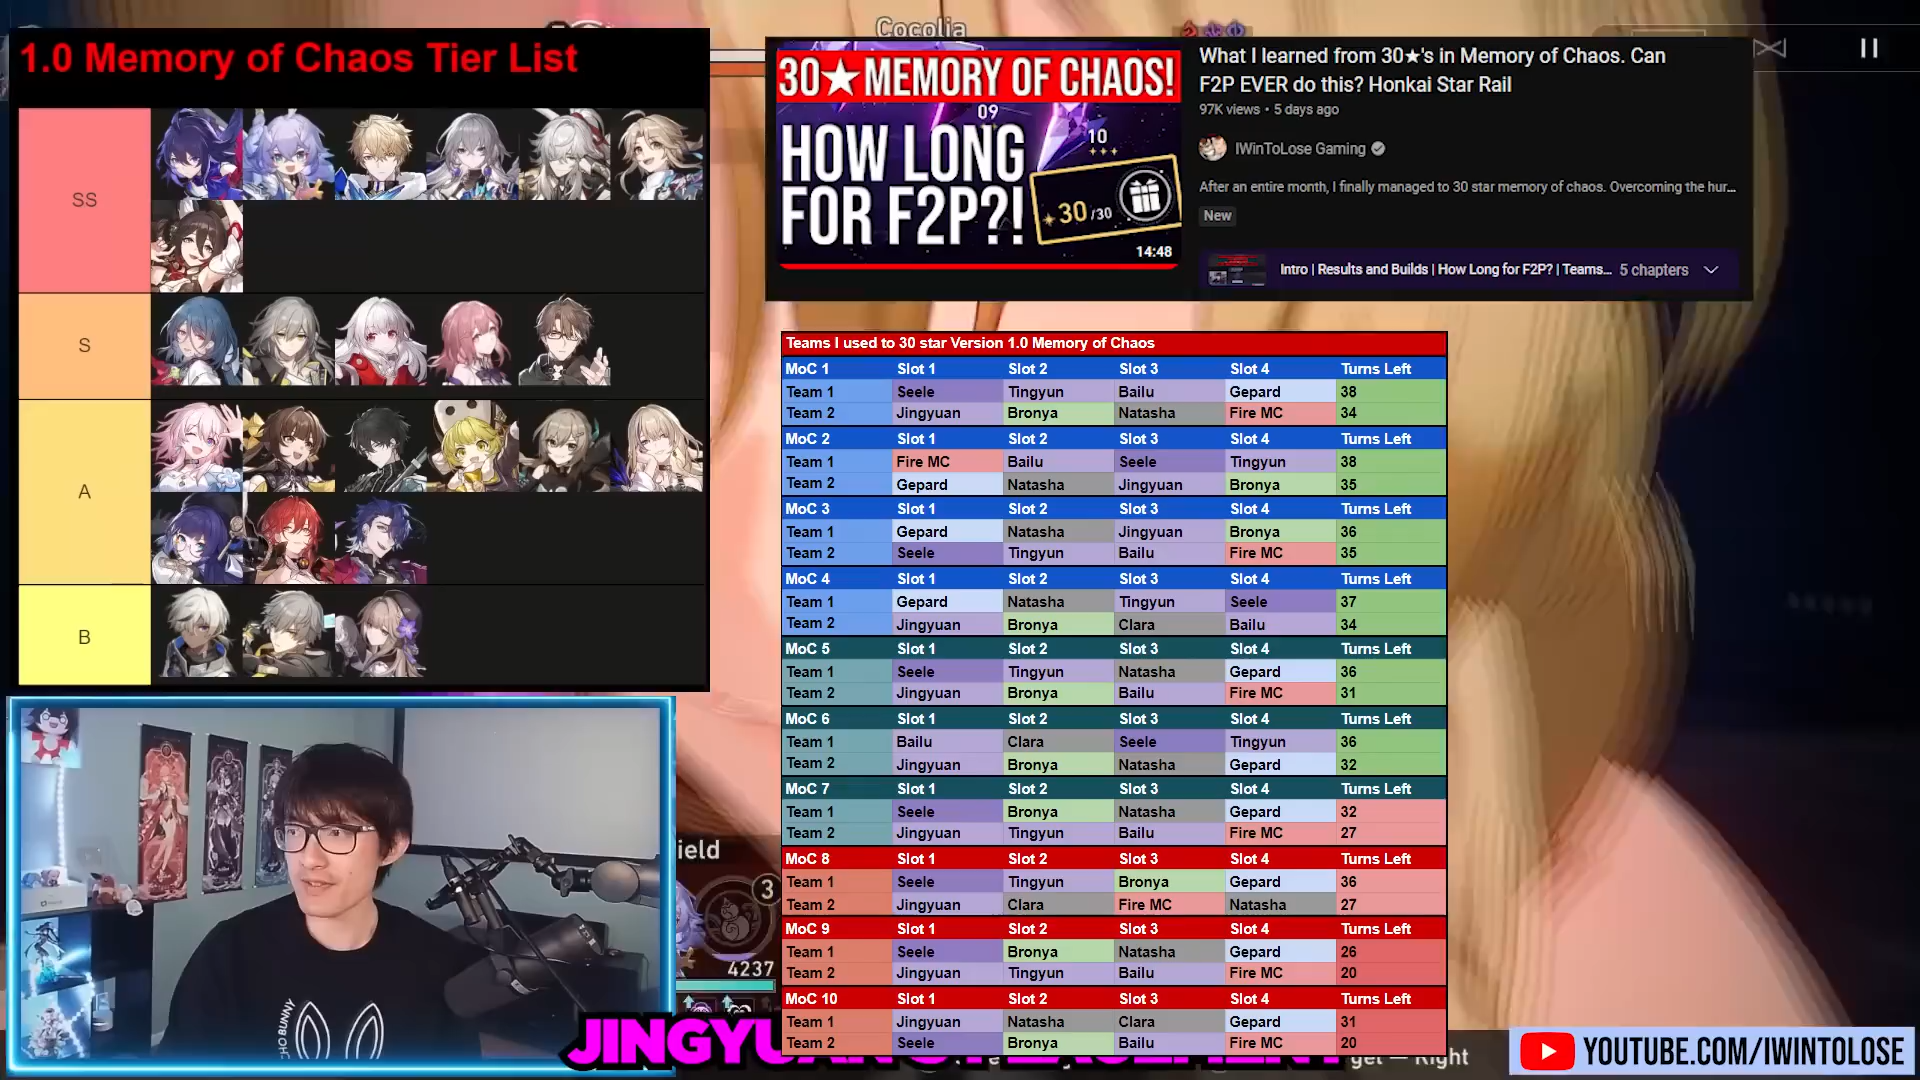 Cocolia
1.0 Memory of Chaos Tier List
SS
S
A
B
30★MEMORY OF CHAOS!
09
10
HOW LONG
FOR F2P?!
30/30
14:48
What I learned from 30★'s in Memory of Chaos. Can
F2P EVER do this? Honkai Star Rail
97K views • 5 days ago
IWinToLose Gaming
After an entire month, I finally managed to 30 star memory of chaos. Overcoming the hur...
New
Intro | Results and Builds | How Long for F2P? | Teams... 5 chapters
Teams I used to 30 star Version 1.0 Memory of Chaos
MoC 1 Slot 1 Slot 2 Slot 3 Slot 4 Turns Left
Team 1 Seele Tingyun Bailu Gepard 38
Team 2 Jingyuan Bronya Natasha Fire MC 34
MoC 2 Slot 1 Slot 2 Slot 3 Slot 4 Turns Left
Team 1 Fire MC Bailu Seele Tingyun 38
Team 2 Gepard Natasha Jingyuan Bronya 35
MoC 3 Slot 1 Slot 2 Slot 3 Slot 4 Turns Left
Team 1 Gepard Natasha Jingyuan Bronya 36
Team 2 Seele Tingyun Bailu Fire MC 35
MoC 4 Slot 1 Slot 2 Slot 3 Slot 4 Turns Left
Team 1 Gepard Natasha Tingyun Seele 37
Team 2 Jingyuan Bronya Clara Bailu 34
MoC 5 Slot 1 Slot 2 Slot 3 Slot 4 Turns Left
Team 1 Seele Tingyun Natasha Gepard 36
Team 2 Jingyuan Bronya Bailu Fire MC 31
MoC 6 Slot 1 Slot 2 Slot 3 Slot 4 Turns Left
Team 1 Bailu Clara Seele Tingyun 36
Team 2 Jingyuan Bronya Natasha Gepard 32
MoC 7 Slot 1 Slot 2 Slot 3 Slot 4 Turns Left
Team 1 Seele Bronya Natasha Gepard 32
Team 2 Jingyuan Tingyun Bailu Fire MC 27
MoC 8 Slot 1 Slot 2 Slot 3 Slot 4 Turns Left
Team 1 Seele Tingyun Bronya Gepard 36
Team 2 Jingyuan Clara Fire MC Natasha 27
MoC 9 Slot 1 Slot 2 Slot 3 Slot 4 Turns Left
Team 1 Seele Bronya Natasha Gepard 26
Team 2 Jingyuan Tingyun Bailu Fire MC 20
MoC 10 Slot 1 Slot 2 Slot 3 Slot 4 Turns Left
Team 1 Jingyuan Natasha Clara Gepard 31
Team 2 Seele Bronya Bailu Fire MC 20
ield
3
4237
CHO BUNNY
get — Right
YOUTUBE.COM/IWINTOLOSE